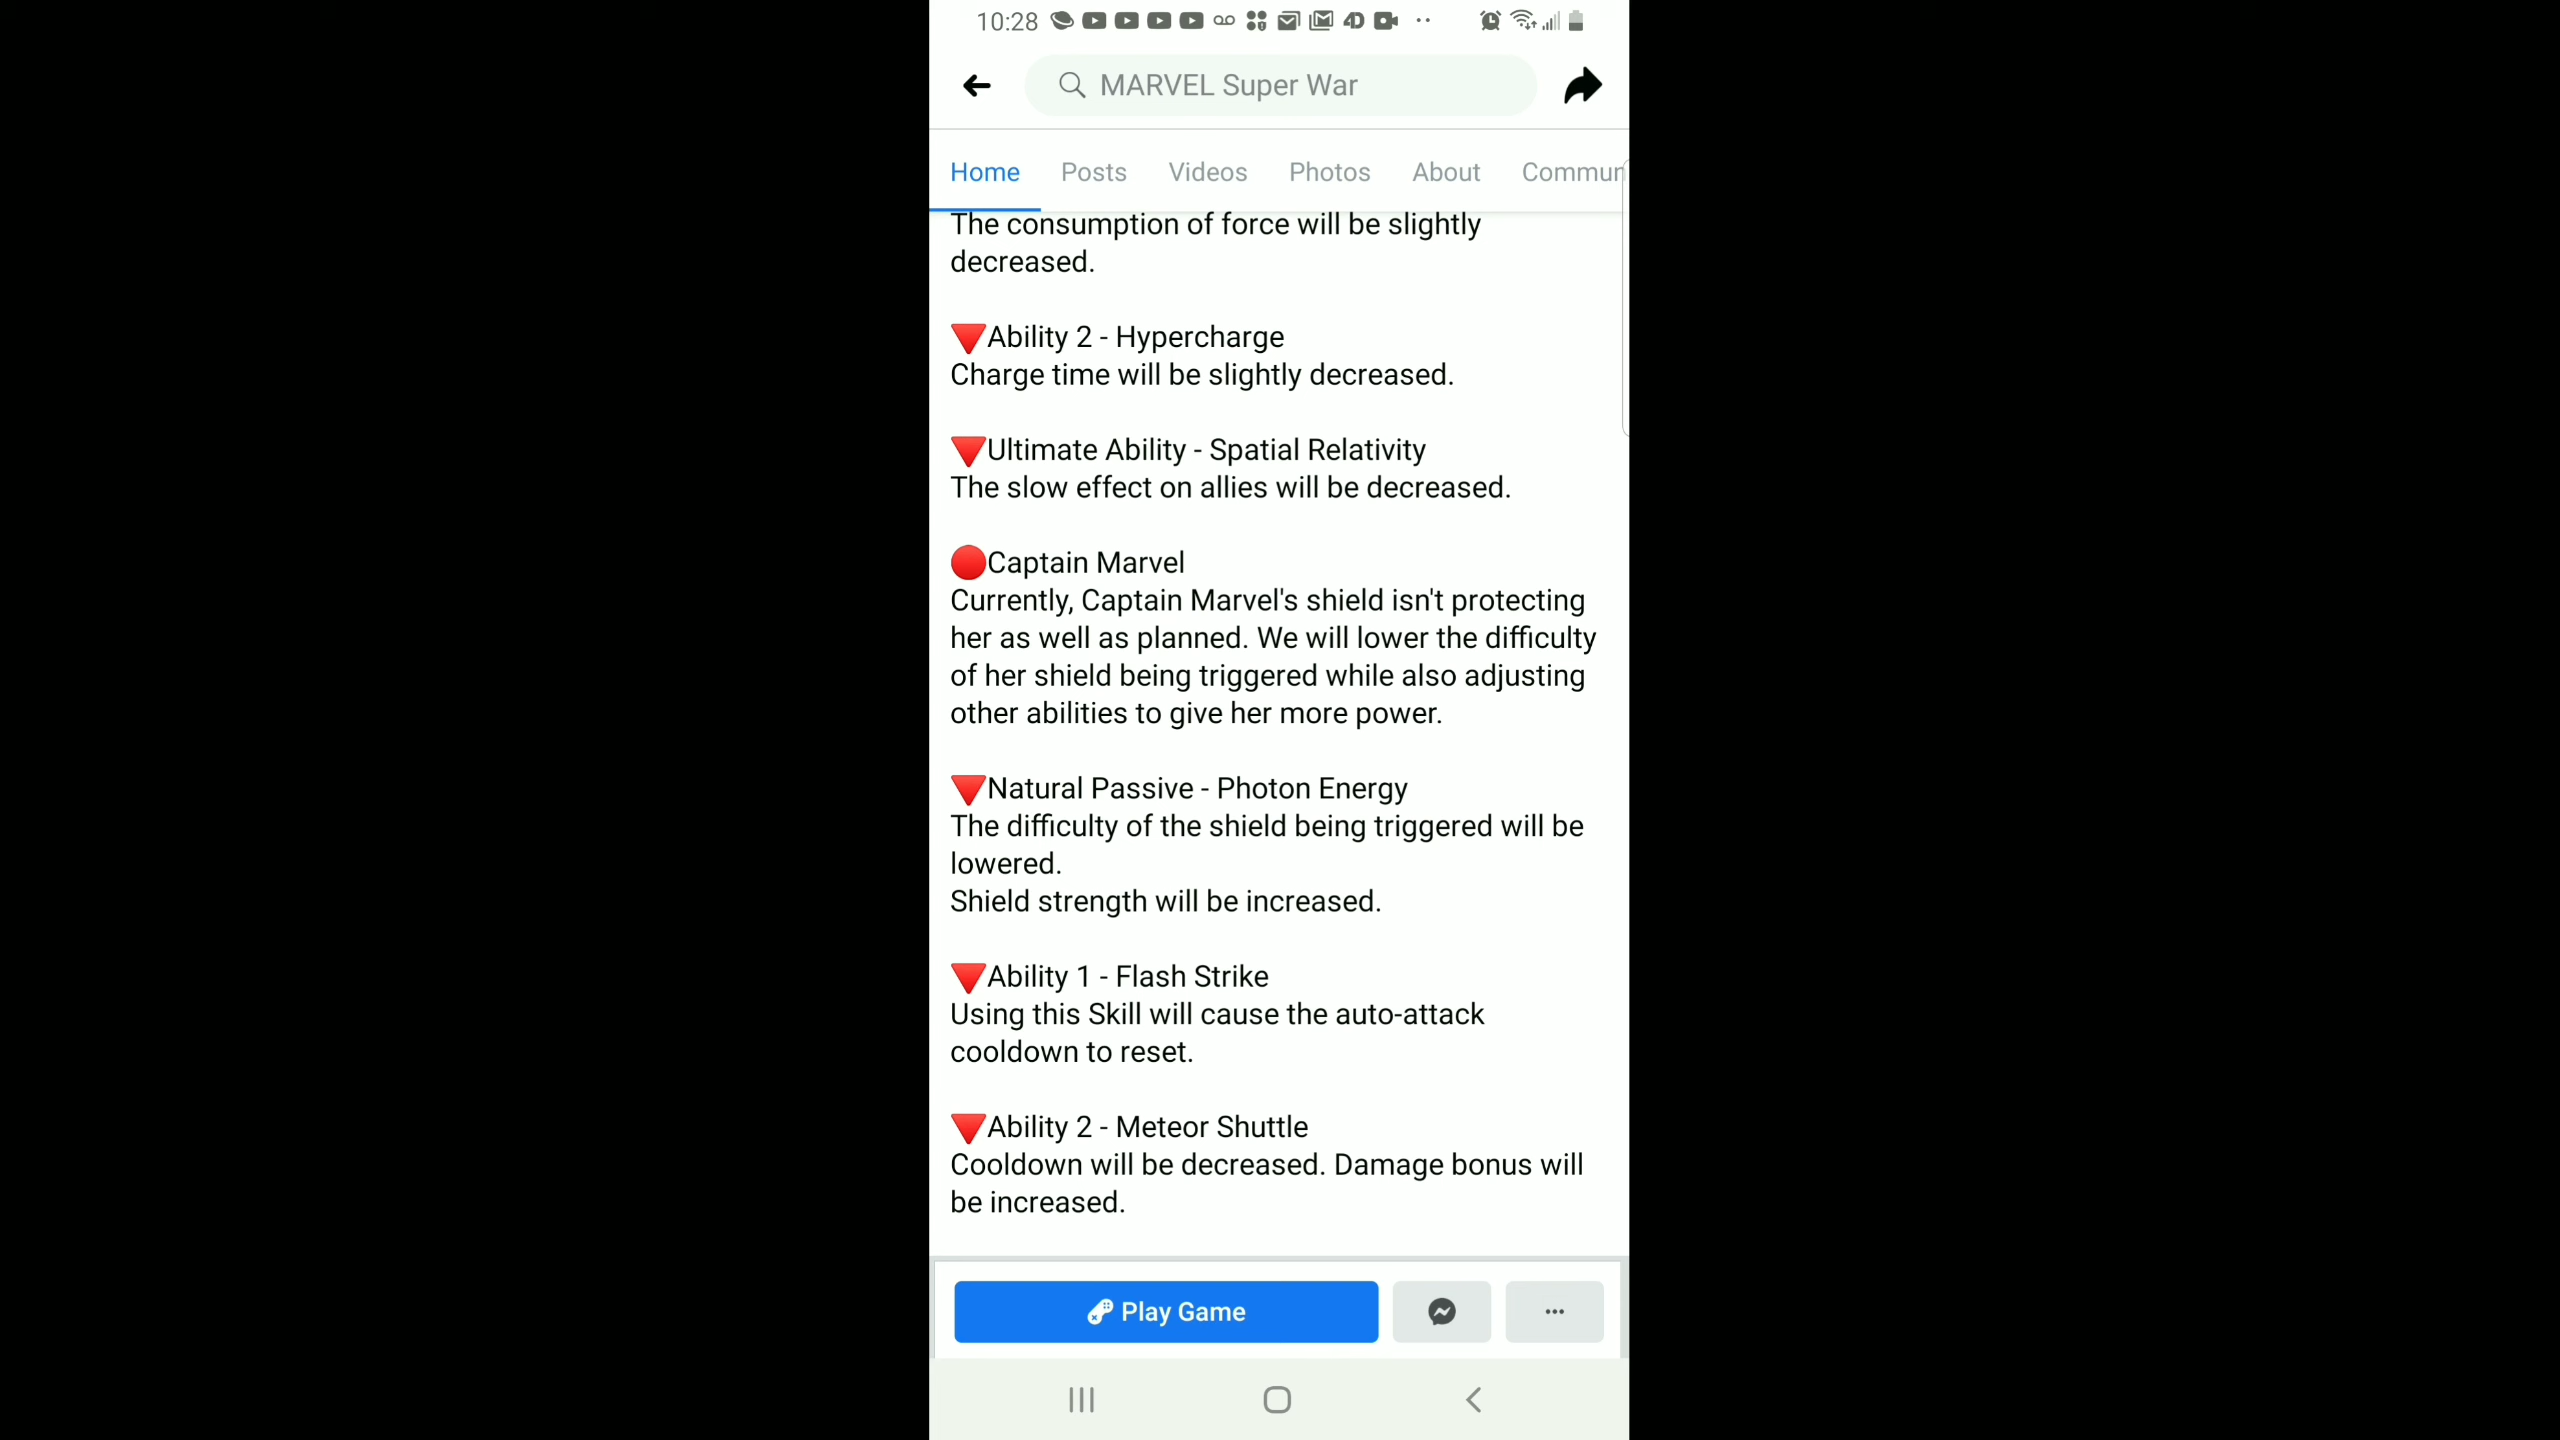 10:28
MARVEL Super War
Home Posts Videos Photos About Commun
The consumption of force will be slightly
decreased.
Ability 2 - Hypercharge
Charge time will be slightly decreased.
Ultimate Ability - Spatial Relativity
The slow effect on allies will be decreased.
Captain Marvel
Currently, Captain Marvel's shield isn't protecting
her as well as planned. We will lower the difficulty
of her shield being triggered while also adjusting
other abilities to give her more power.
Natural Passive - Photon Energy
The difficulty of the shield being triggered will be
lowered.
Shield strength will be increased.
Ability 1 - Flash Strike
Using this Skill will cause the auto-attack
cooldown to reset.
Ability 2 - Meteor Shuttle
Cooldown will be decreased. Damage bonus will
be increased.
Play Game